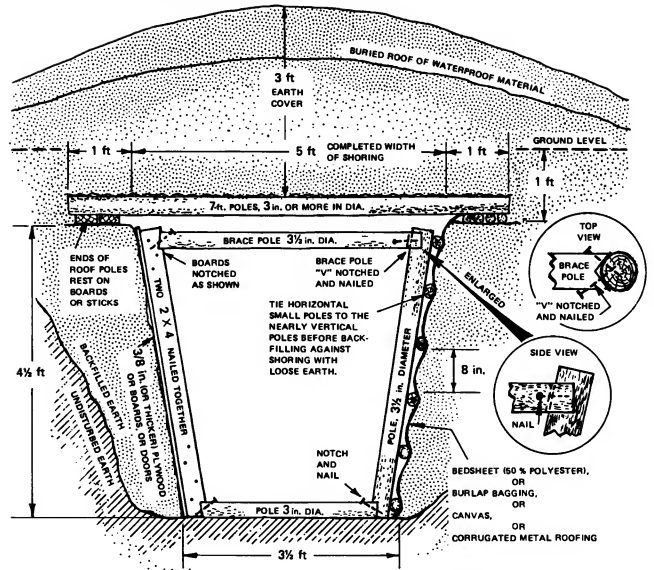 BURIED ROOF OF WATERPROOF MATERIAL
3 ft
EARTH
COVER
GROUND LEVEL
1 ft
5 ft
COMPLETED WIDTH
OF SHORING
1 ft
1 ft
7-ft. POLES, 3 in. OR MORE IN DIA.
TOP
VIEW
BRACE
POLE
"V" NOTCHED
AND NAILED
ENDS OF
ROOF POLES
REST ON
BOARDS
OR STICKS
BRACE POLE 3½ in. DIA.
BOARDS
NOTCHED
AS SHOWN
BRACE POLE
"V" NOTCHED
AND NAILED
ENLARGED
TIE HORIZONTAL
SMALL POLES TO THE
NEARLY VERTICAL
POLES BEFORE BACK-
FILLING AGAINST
SHORING WITH
LOOSE EARTH.
SIDE VIEW
NAIL
8 in.
4½ ft
BACKFILLED EARTH
UNDISTURBED EARTH
3/8 in. (OR THICKER) PLYWOOD
OR BOARDS, OR DOORS
TWO 2 X 4 NAILED TOGETHER
POLE, 3½ in. DIAMETER
NOTCH
AND
NAIL
BEDSHEET (50 % POLYESTER),
OR
BURLAP BAGGING,
OR
CANVAS,
OR
CORRUGATED METAL ROOFING
POLE 3 in. DIA.
3½ ft